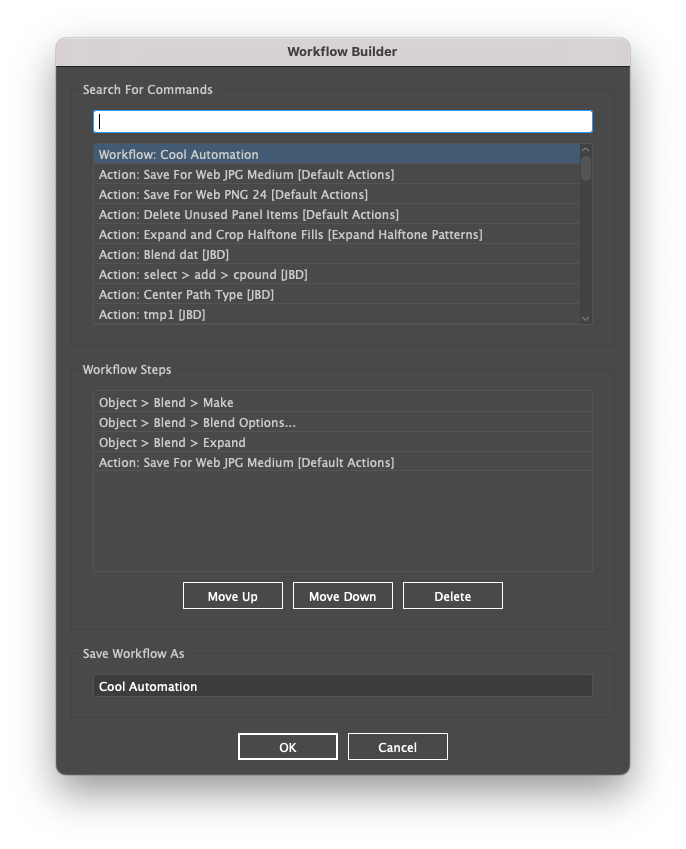 Workflow Builder
Search For Commands
Workflow: Cool Automation
Action: Save For Web JPG Medium [Default Actions]
Action: Save For Web PNG 24 [Default Actions]
Action: Delete Unused Panel Items [Default Actions]
Action: Expand and Crop Halftone Fills [Expand Halftone Patterns]
Action: Blend dat [JBD]
Action: select > add > cpound [JBD]
Action: Center Path Type [JBD]
Action: tmp1 [JBD]
Workflow Steps
Object > Blend > Make
Object > Blend > Blend Options...
Object > Blend > Expand
Action: Save For Web JPG Medium [Default Actions]
Move Up Move Down Delete
Save Workflow As
Cool Automation
OK Cancel